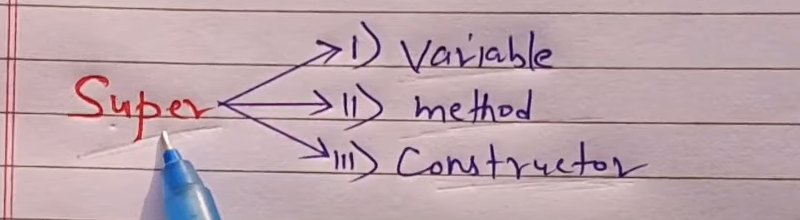 I) Variable
Super II) method
III) Constructor